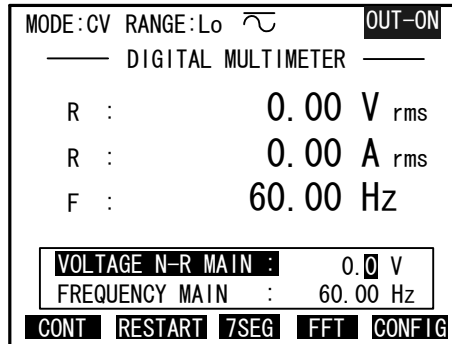 MODE:CV RANGE:Lo OUT-ON
DIGITAL MULTIMETER
R : 0.00 V rms
R : 0.00 A rms
F : 60.00 Hz
VOLTAGE N-R MAIN : 0.0 V
FREQUENCY MAIN : 60.00 Hz
CONT RESTART 7SEG FFT CONFIG